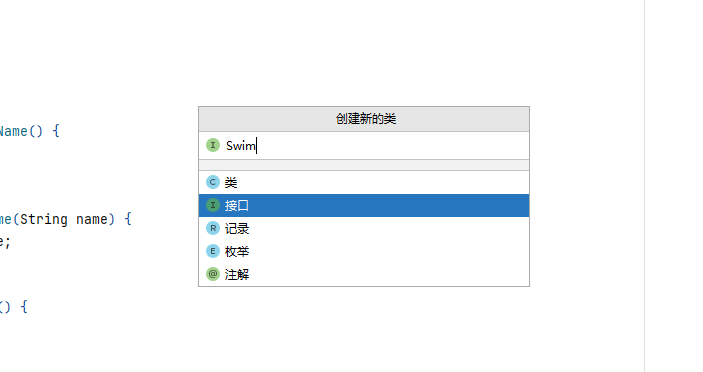 创建新的类
Name() {
I Swim
C 类
me(String name) {
I 接口
R 记录
e;
E 枚举
@ 注解
() {